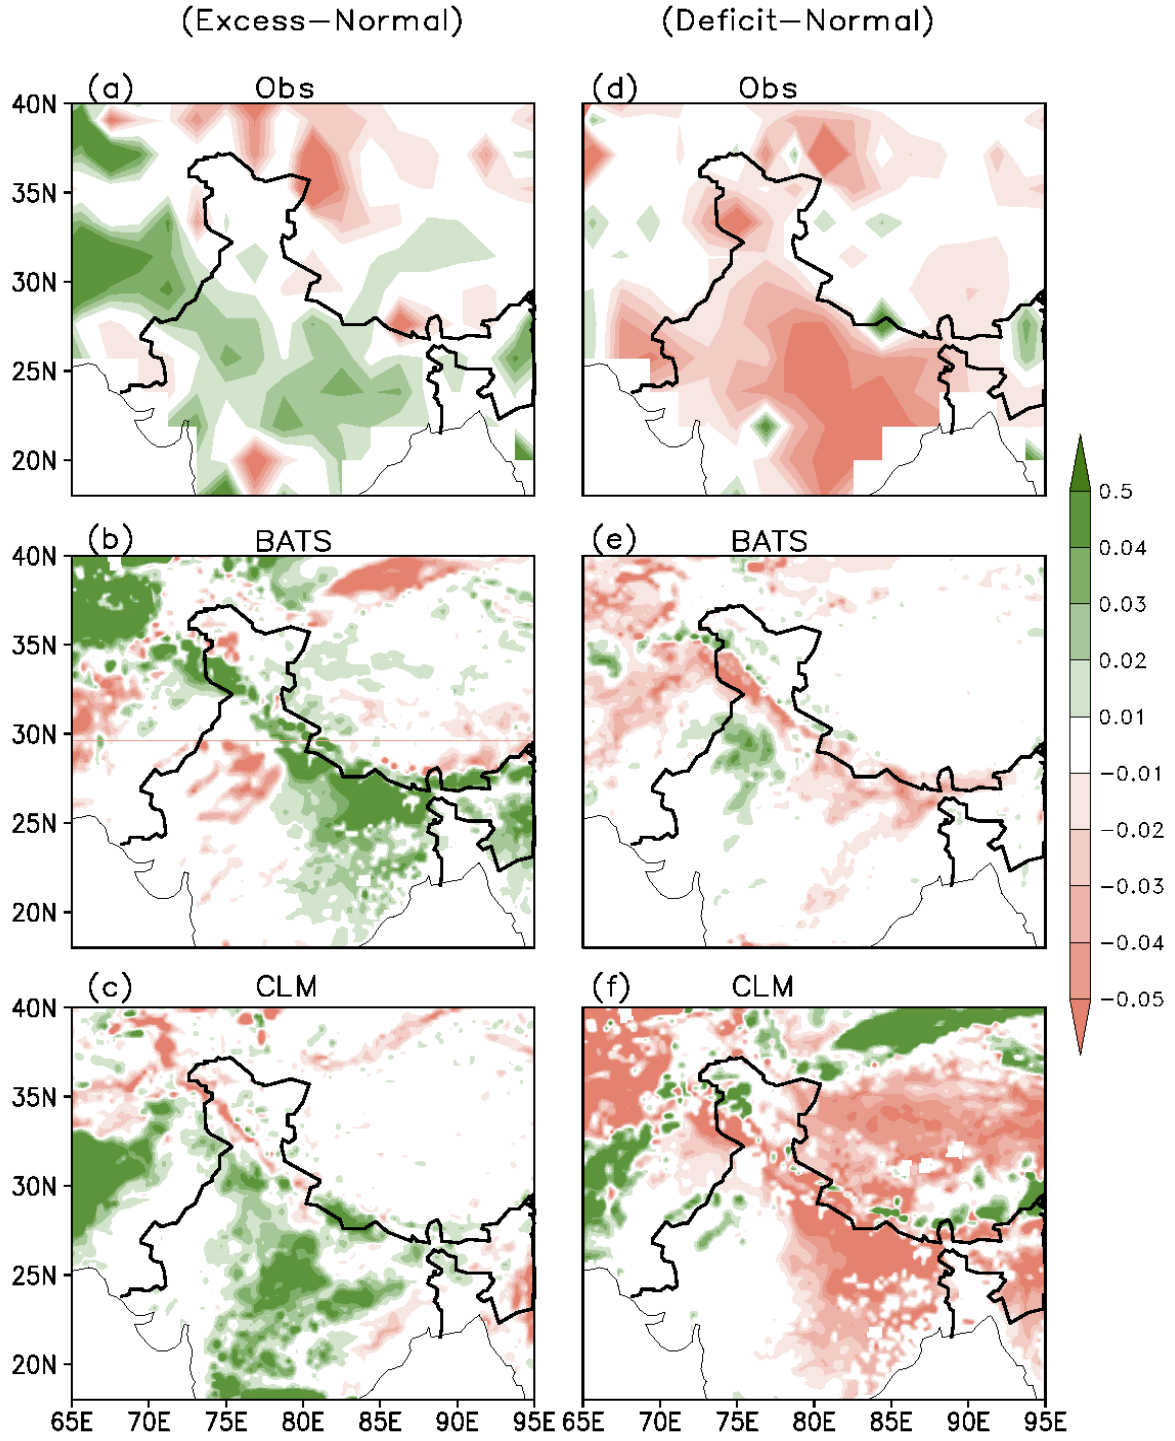 (Excess−Normal) (Deficit−Normal)
(a) Obs (d) Obs
40N
35N
30N
25N
20N
(b) BATS (e) BATS
40N
35N
30N
25N
20N
(c) CLM (f) CLM
40N
35N
30N
25N
20N
65E 70E 75E 80E 85E 90E 95E 65E 70E 75E 80E 85E 90E 95E
0.5
0.04
0.03
0.02
0.01
−0.01
−0.02
−0.03
−0.04
−0.05